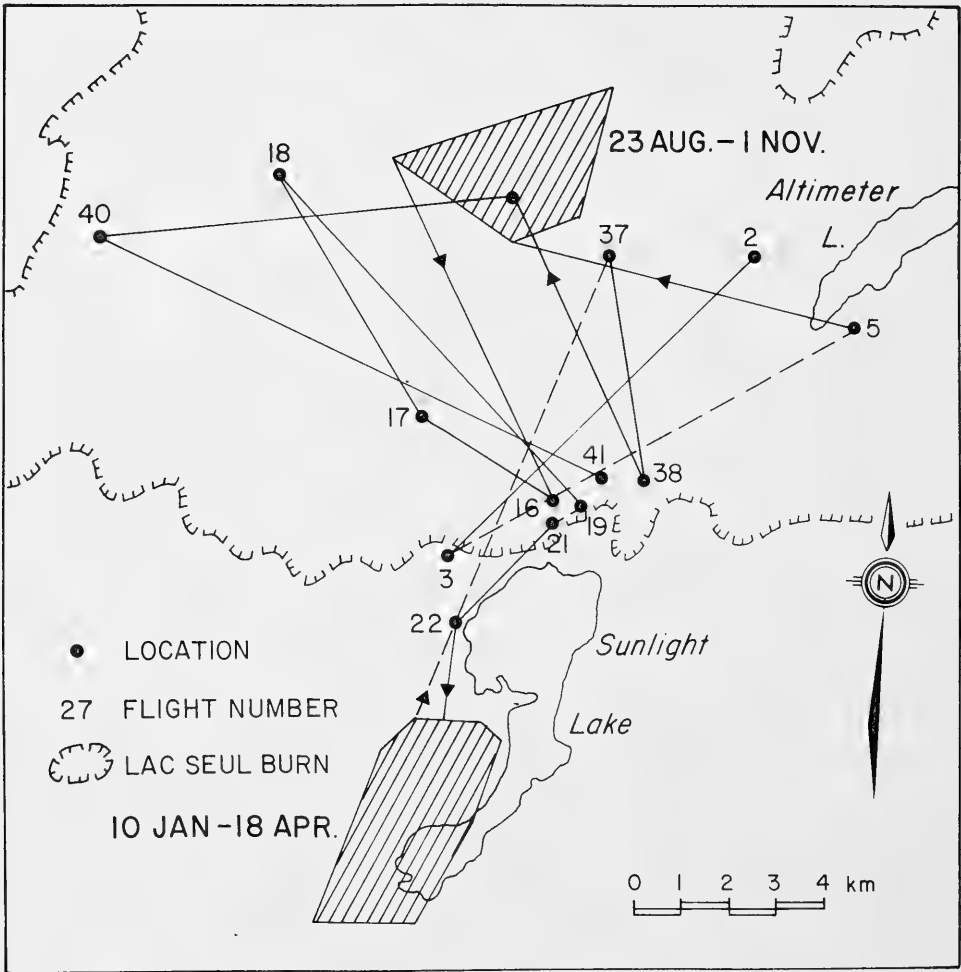 18
23 AUG. – 1 NOV.
Altimeter
L.
40
37
2
5
17
41
38
16
19
21
3
22
Sunlight
Lake
N
LOCATION
27 FLIGHT NUMBER
LAC SEUL BURN
10 JAN – 18 APR.
0 1 2 3 4 km